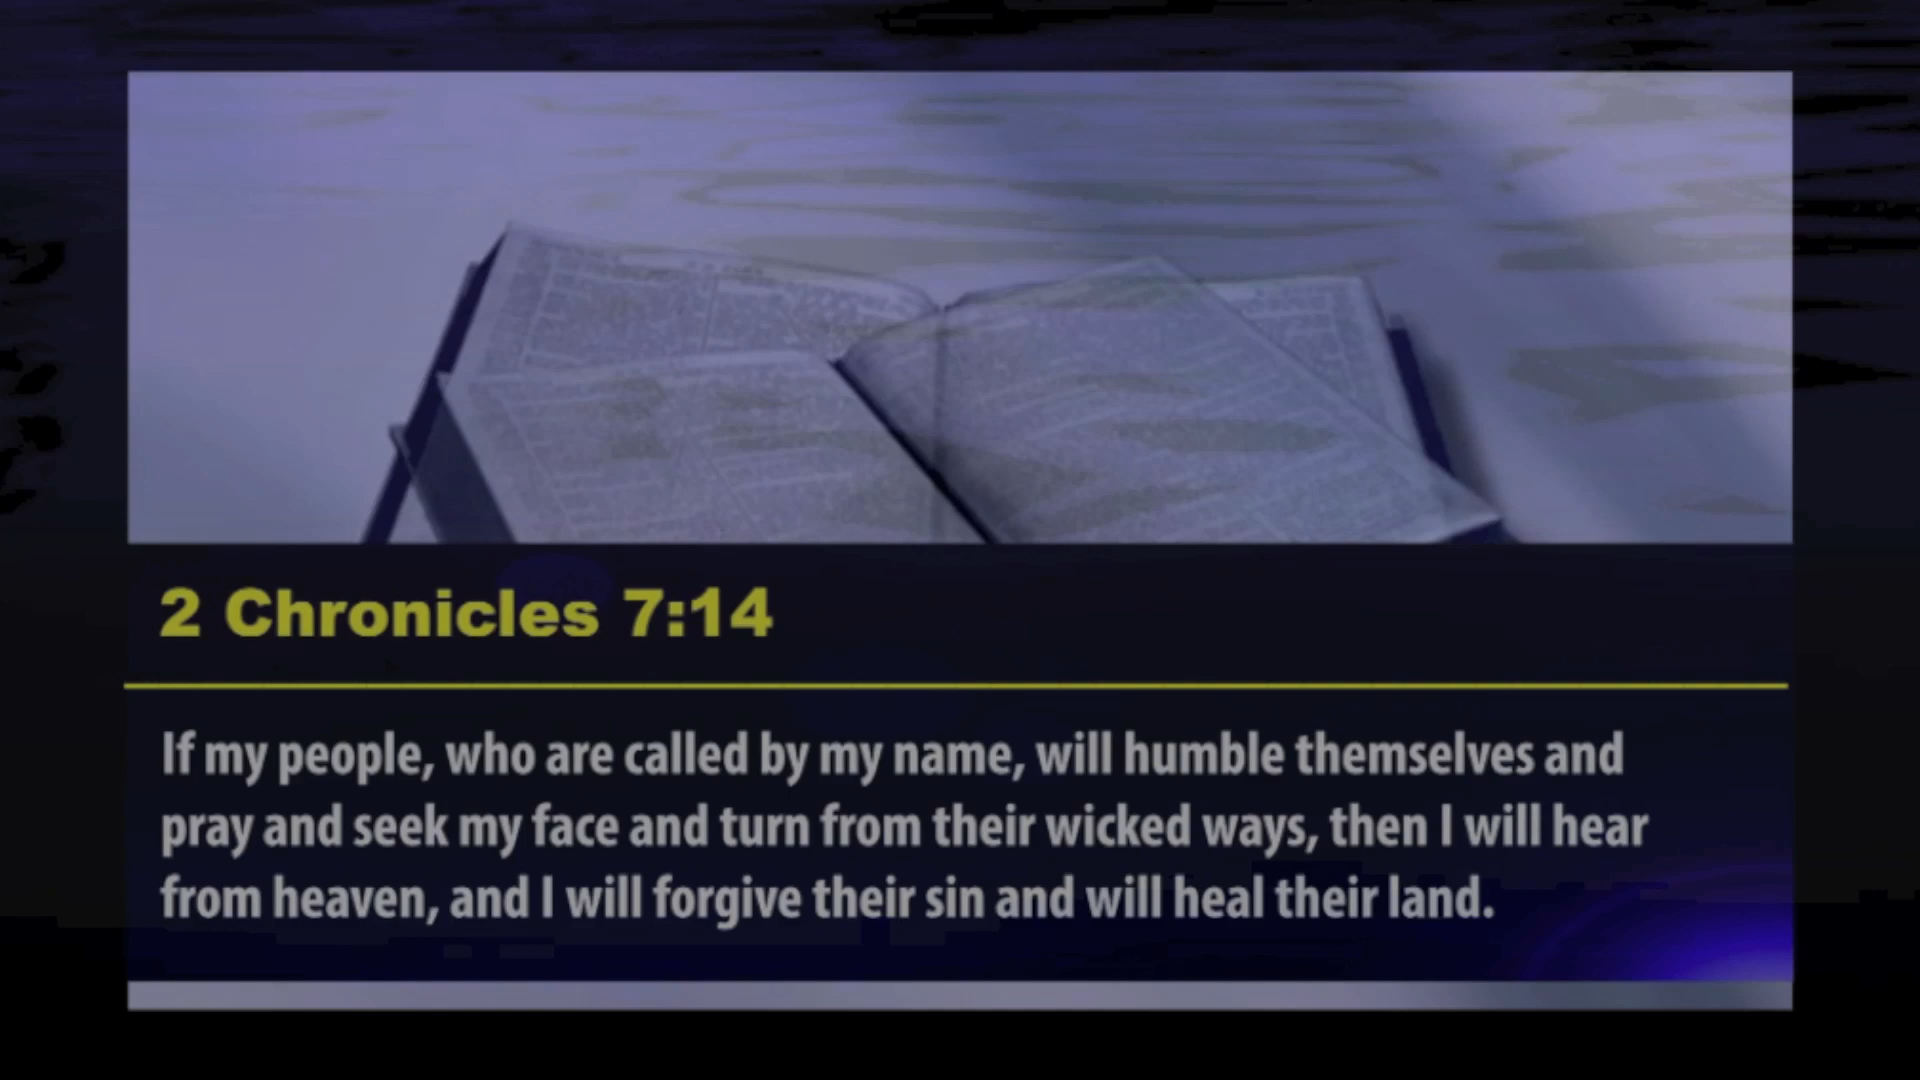 2 Chronicles 7:14
If my people, who are called by my name, will humble themselves and
pray and seek my face and turn from their wicked ways, then I will hear
from heaven, and I will forgive their sin and will heal their land.